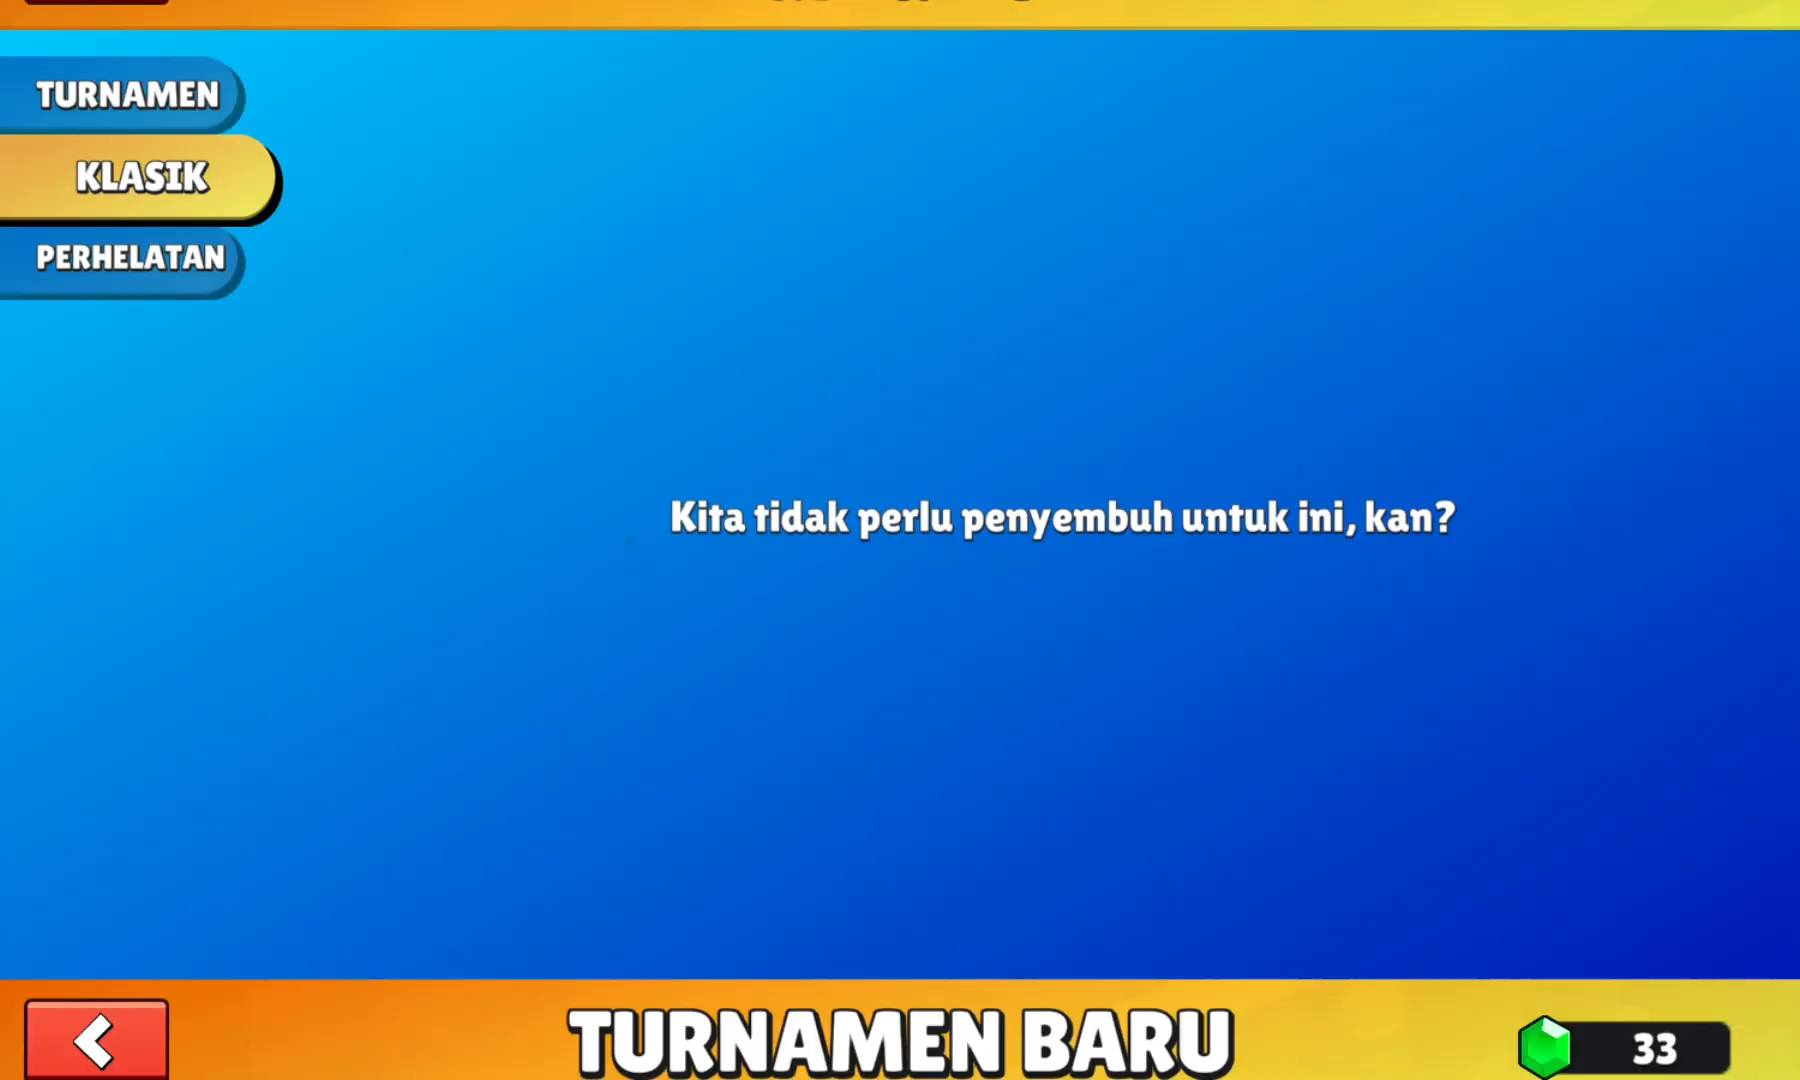 TURNAMEN
KLASIK
PERHELATAN
Kita tidak perlu penyembuh untuk ini, kan?
TURNAMEN BARU
33